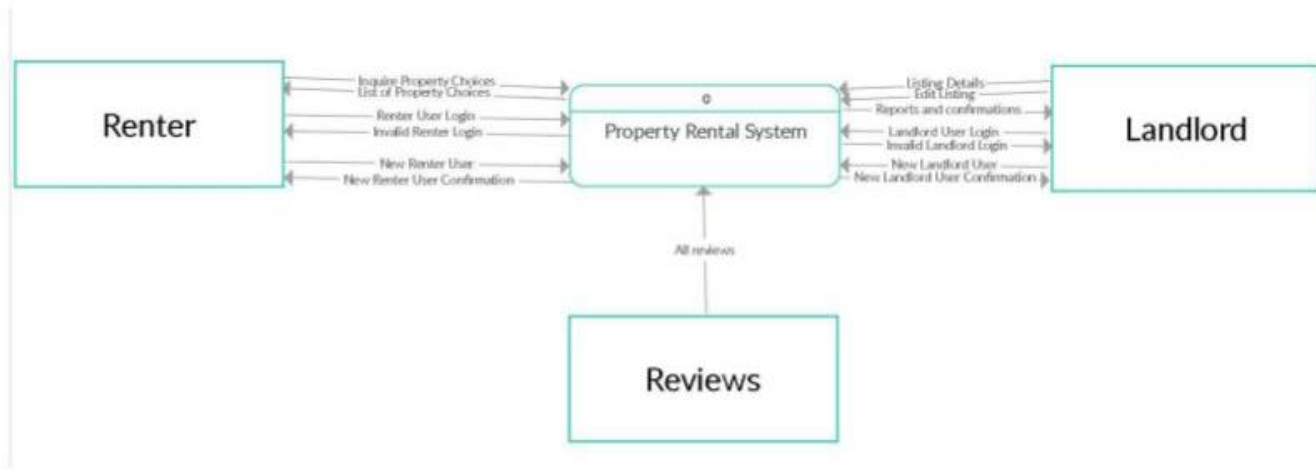 Renter
Inquire Property Choices
List of Property Choices
Renter User Login
Invalid Renter Login
New Renter User
New Renter User Confirmation
0
Property Rental System
Listing Details
Edit Listing
Reports and confirmations
Landlord User Login
Invalid Landlord Login
New Landlord User
New Landlord User Confirmation
Landlord
All reviews
Reviews